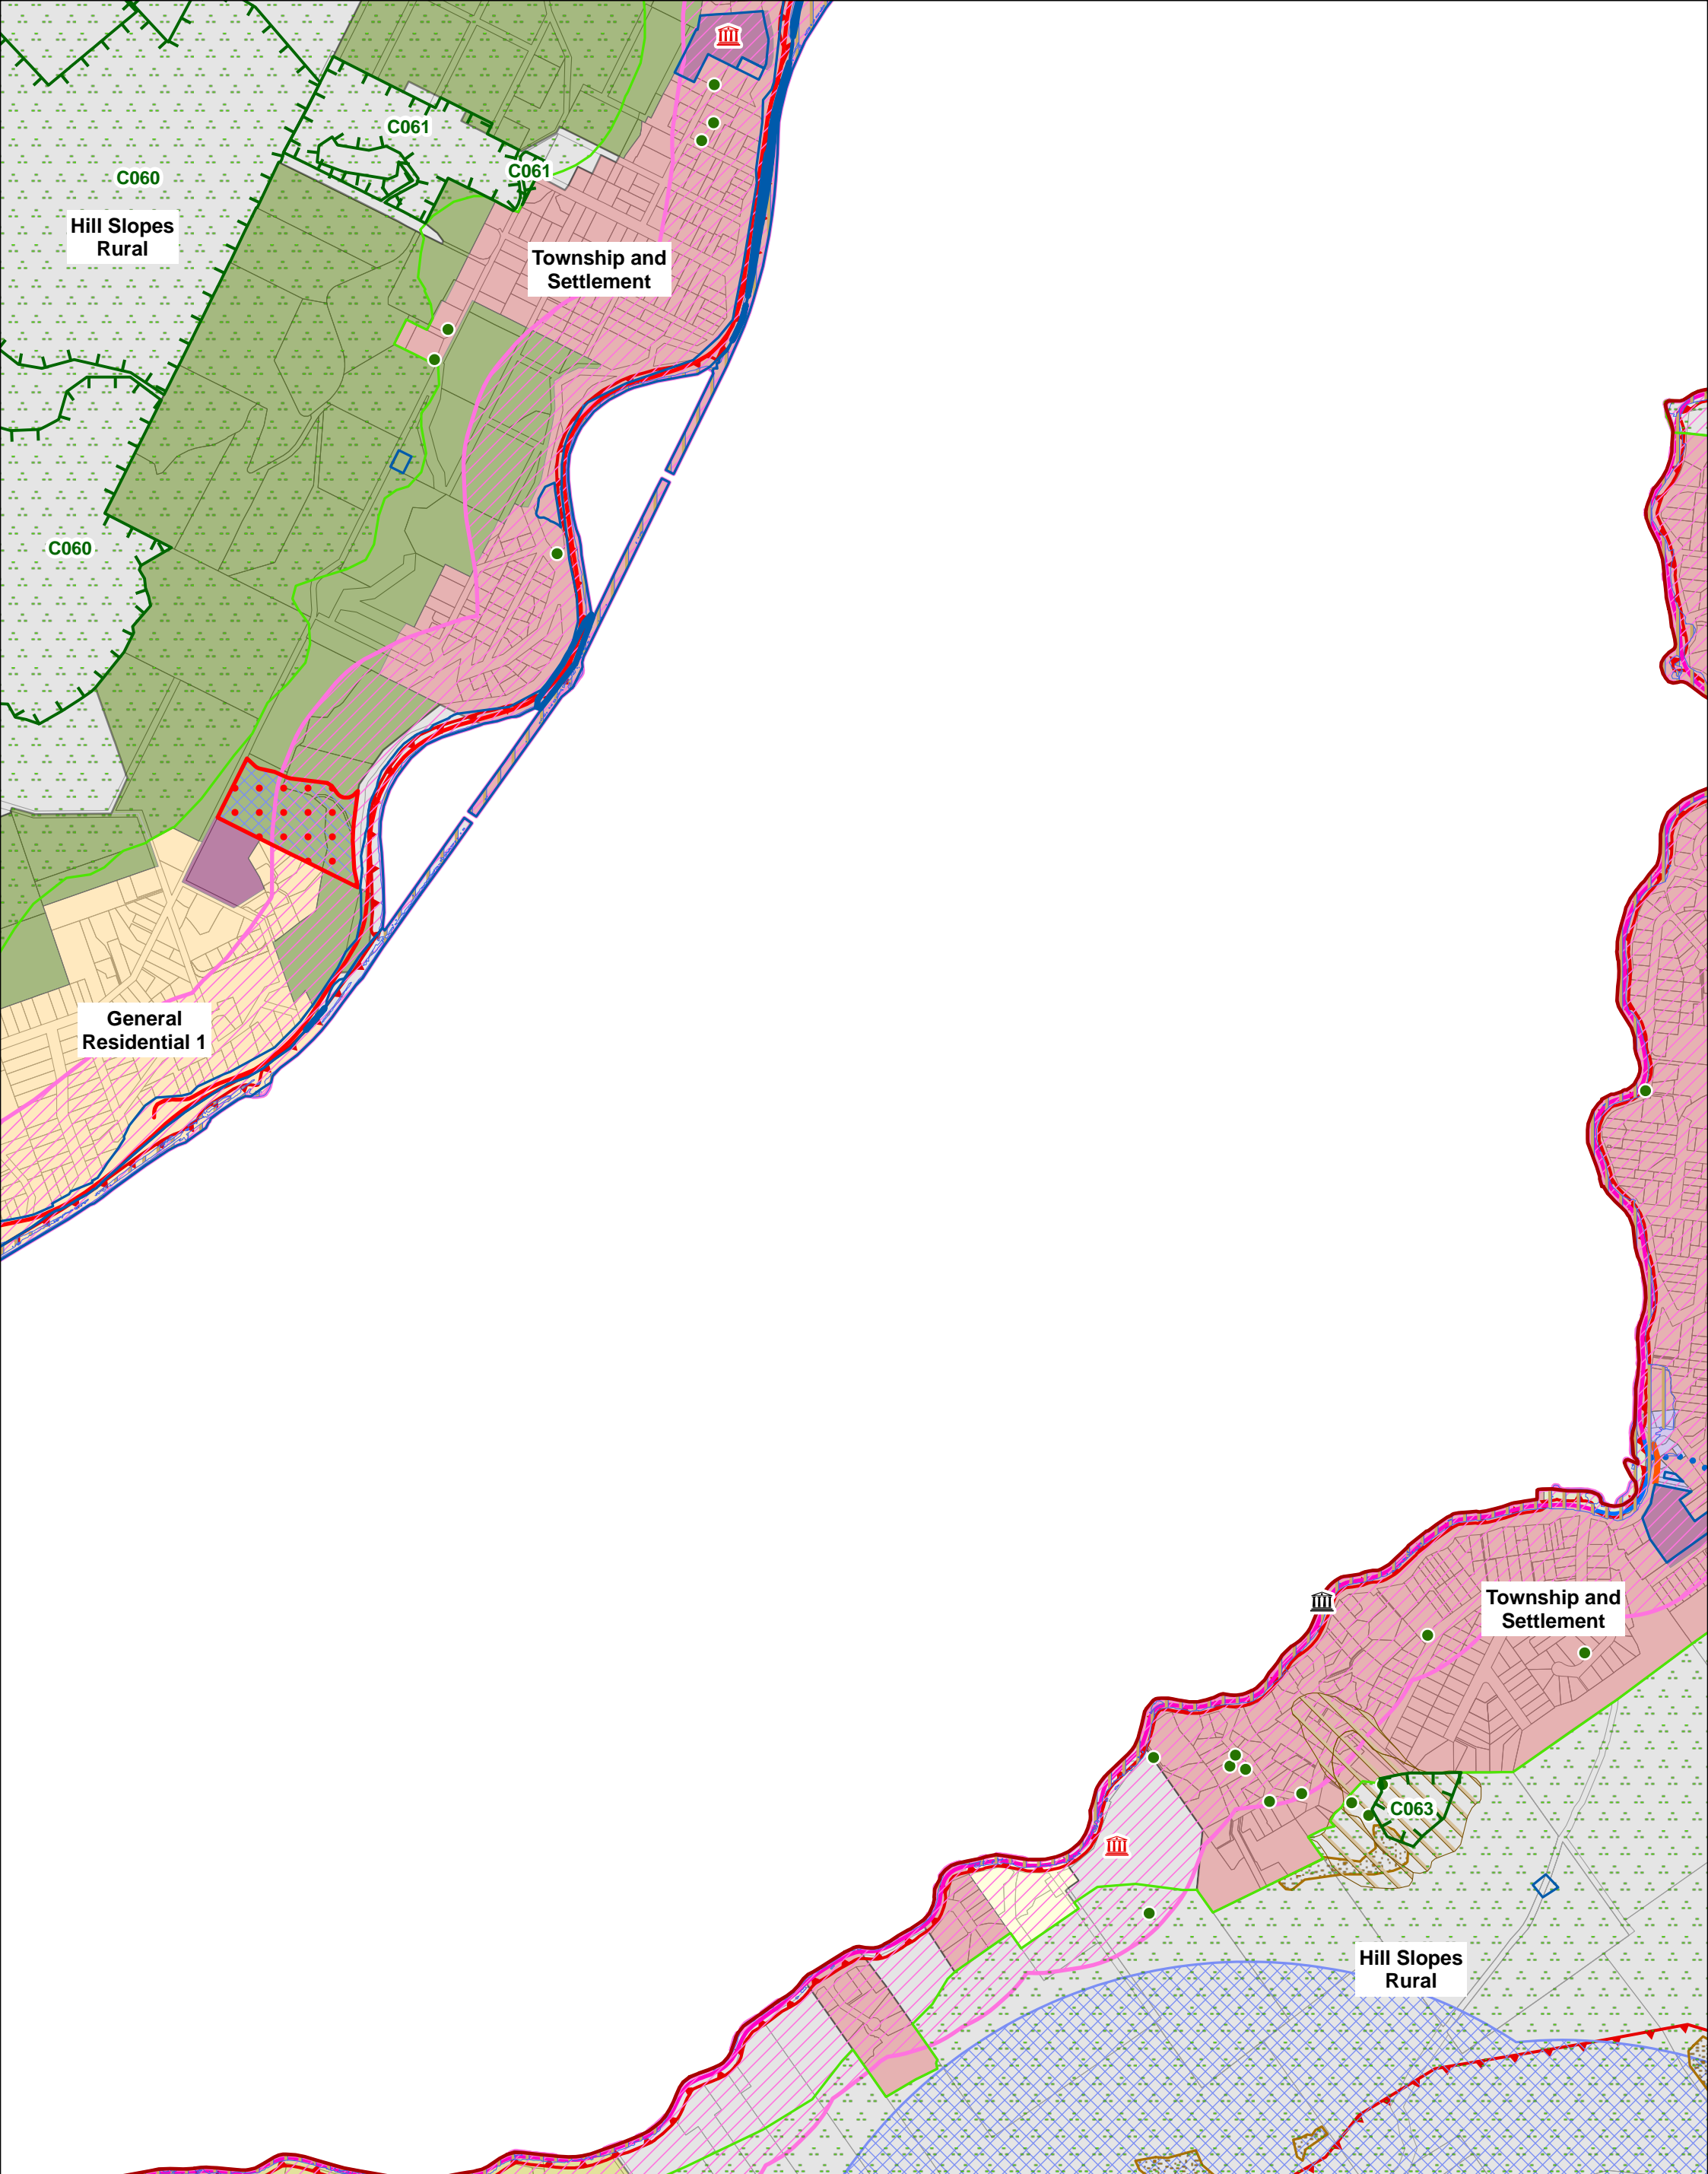 C061
C061
C060
Hill Slopes
Rural
Township and
Settlement
C060
General
Residential 1
Township and
Settlement
C063
Hill Slopes
Rural